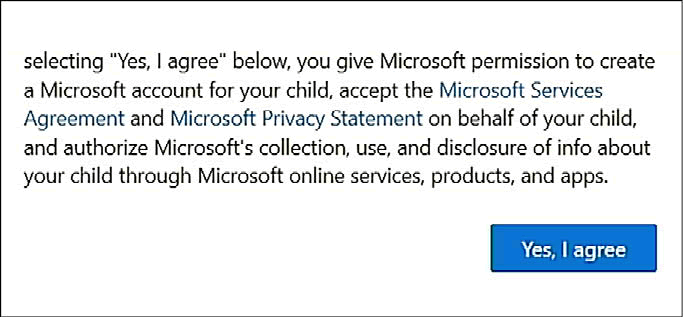 selecting "Yes, I agree" below, you give Microsoft permission to create
a Microsoft account for your child, accept the Microsoft Services
Agreement and Microsoft Privacy Statement on behalf of your child,
and authorize Microsoft's collection, use, and disclosure of info about
your child through Microsoft online services, products, and apps.
Yes, I agree